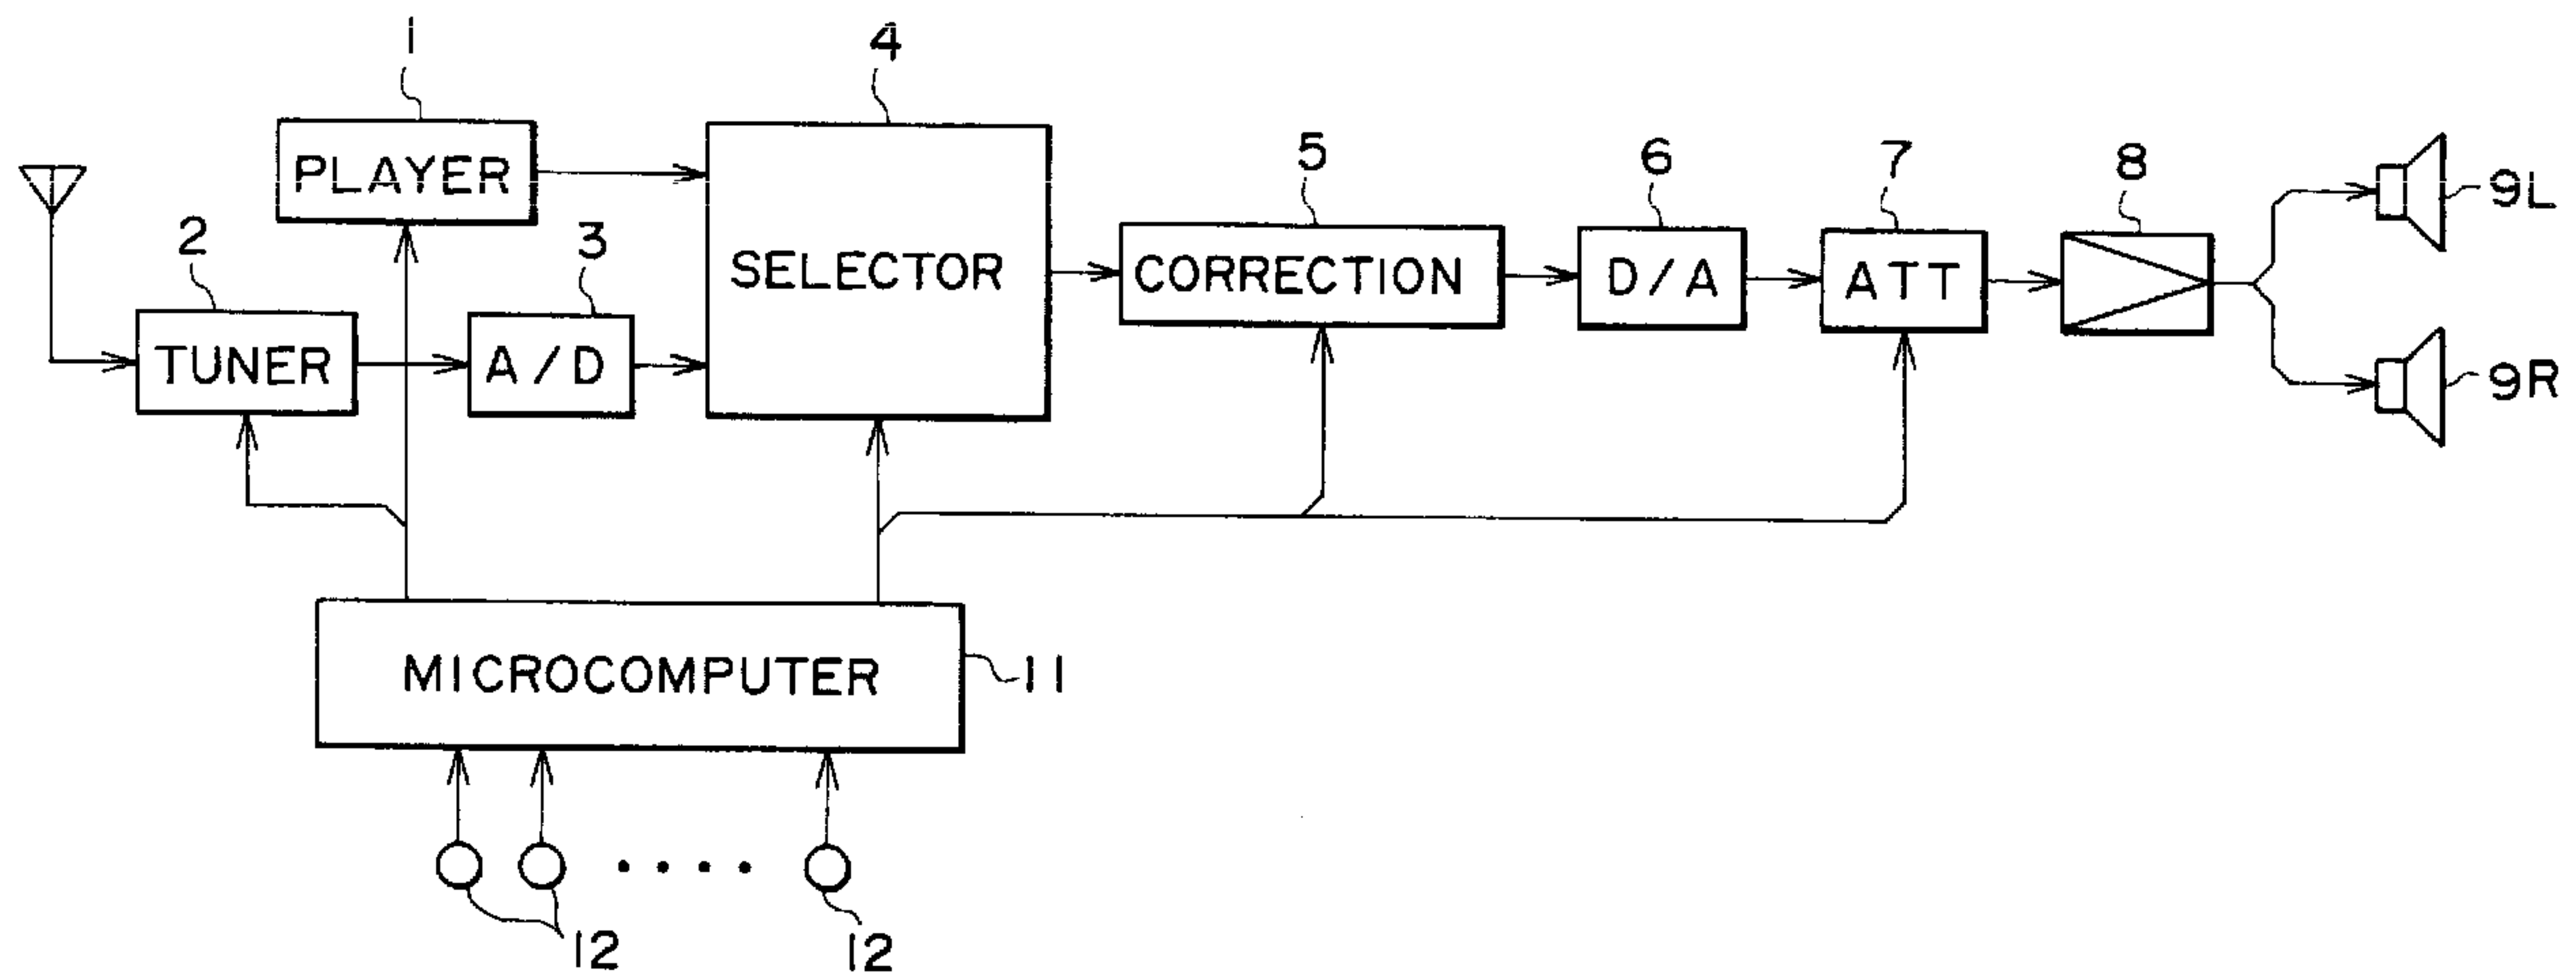 1
4
PLAYER
5
6
7
8
9L
2
3
SELECTOR
CORRECTION
D/A
ATT
TUNER
A/D
9R
MICROCOMPUTER
11
12
12